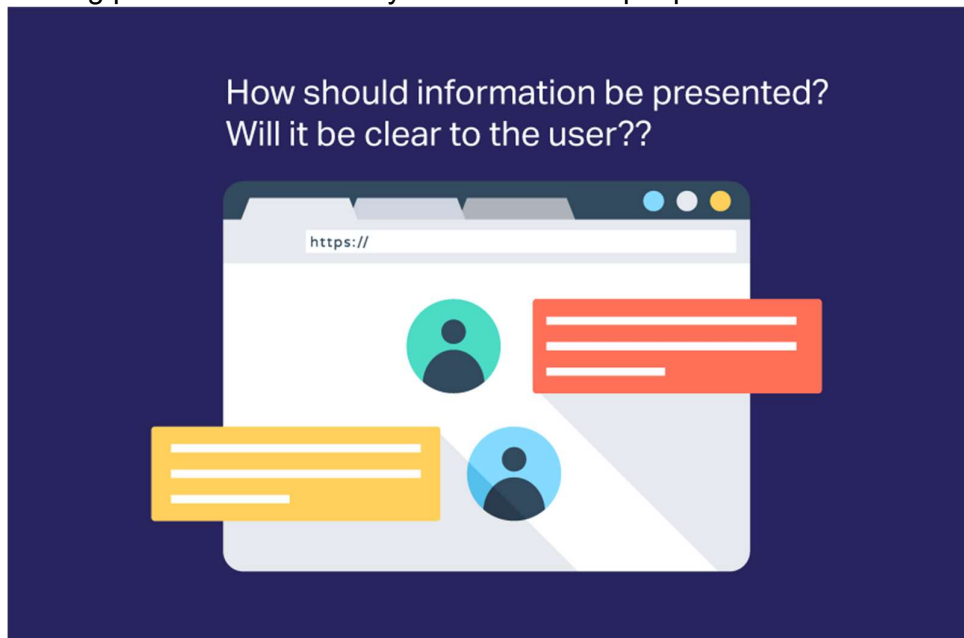 How should information be presented?
Will it be clear to the user??
https://